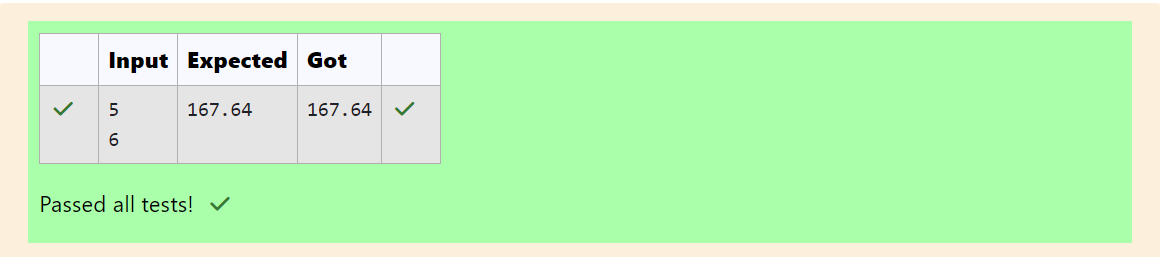 Input Expected Got
5 167.64 167.64
6
Passed all tests!